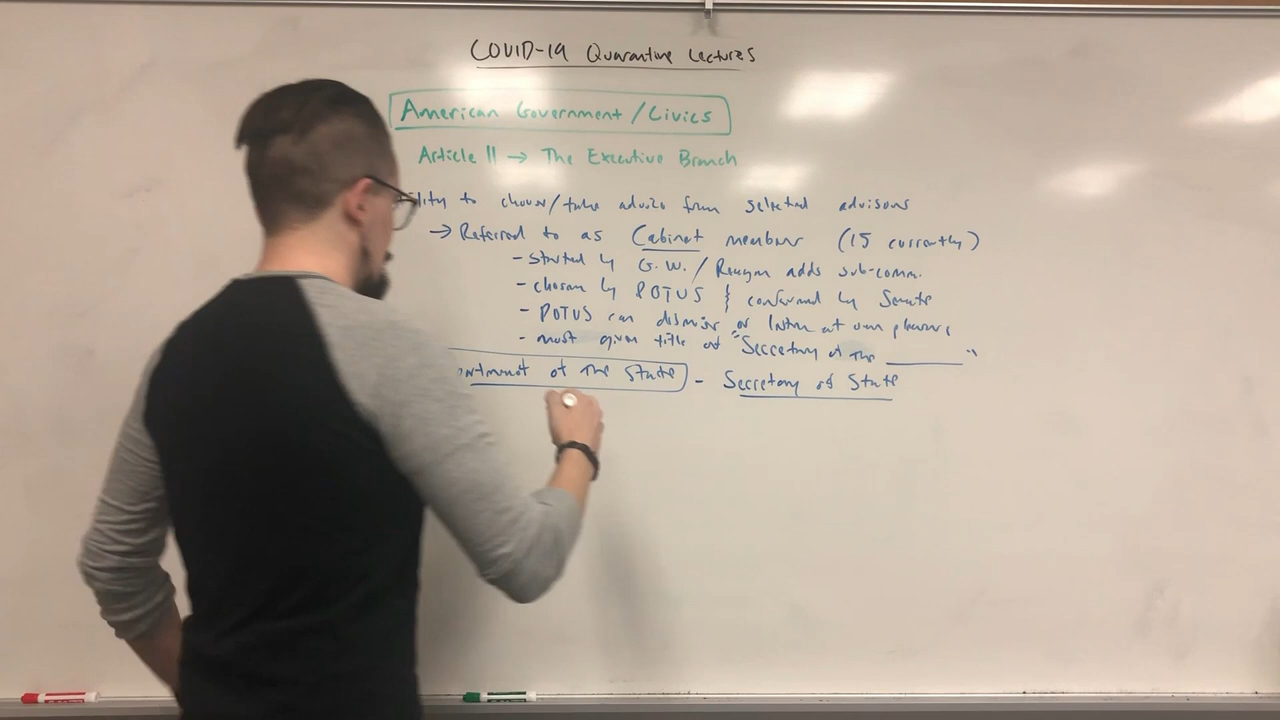 COVID-19 Quarantine Lectures
American Government/Civics
Article II → The Executive Branch
to choose/take advice from selected advisors
→ Referred to as Cabinet members (15 currently)
- started by G.W. / Reagan adds sub-comm.
- chosen by POTUS & confirmed by Senate
- POTUS can dismiss or listen at own pleasure
- most given title of "Secretary of the ______"
of the State - Secretary of State